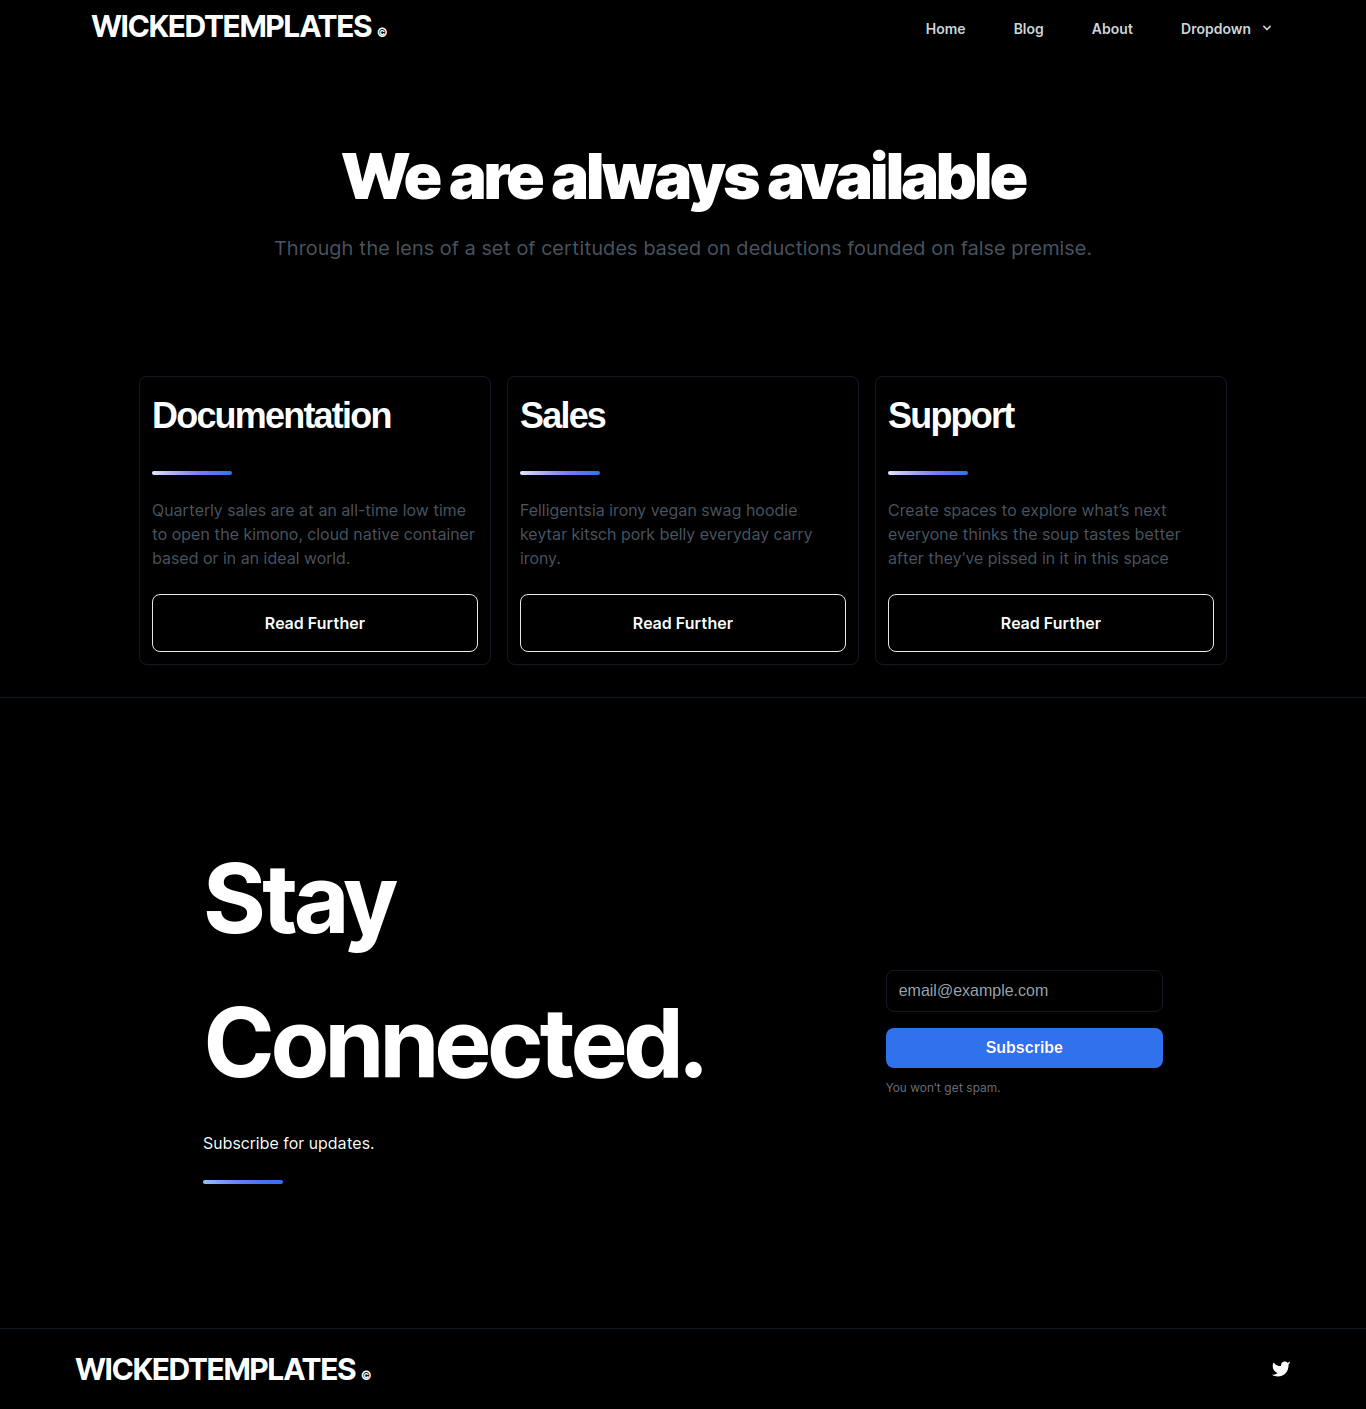 WICKEDTEMPLATES ©
Home Blog About Dropdown
We are always available
Through the lens of a set of certitudes based on deductions founded on false premise.
Documentation
Quarterly sales are at an all-time low time
to open the kimono, cloud native container
based or in an ideal world.
Read Further
Sales
Felligentsia irony vegan swag hoodie
keytar kitsch pork belly everyday carry
irony.
Read Further
Support
Create spaces to explore what’s next
everyone thinks the soup tastes better
after they’ve pissed in it in this space
Read Further
Stay
Connected.
Subscribe for updates.
email@example.com
Subscribe
You won't get spam.
WICKEDTEMPLATES ©